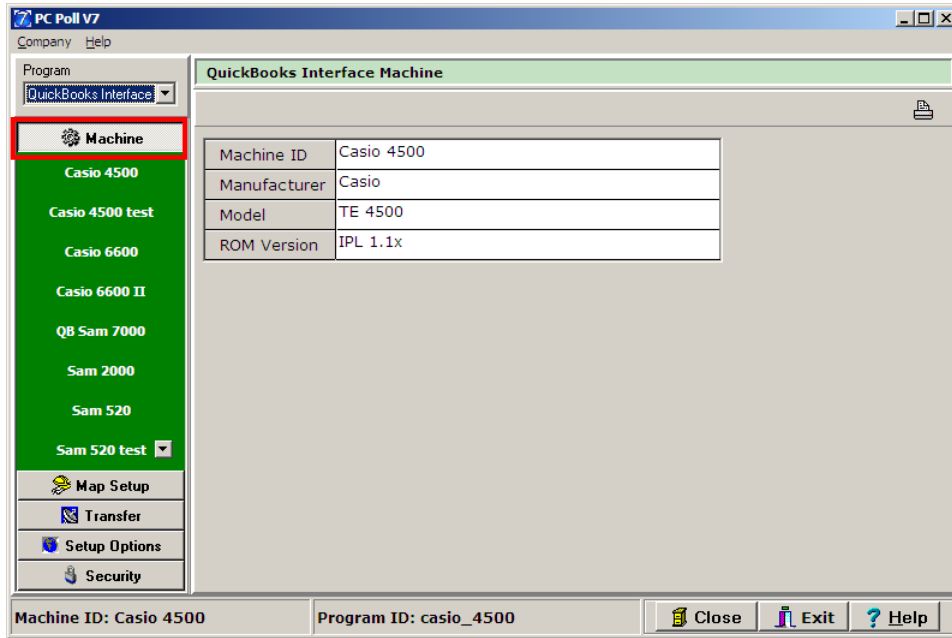 PC Poll V7
Company Help
Program
QuickBooks Interface
Machine
Casio 4500
Casio 4500 test
Casio 6600
Casio 6600 II
QB Sam 7000
Sam 2000
Sam 520
Sam 520 test
Map Setup
Transfer
Setup Options
Security
QuickBooks Interface Machine
Machine ID Casio 4500
Manufacturer Casio
Model TE 4500
ROM Version IPL 1.1x
Machine ID: Casio 4500 Program ID: casio_4500 Close Exit ? Help